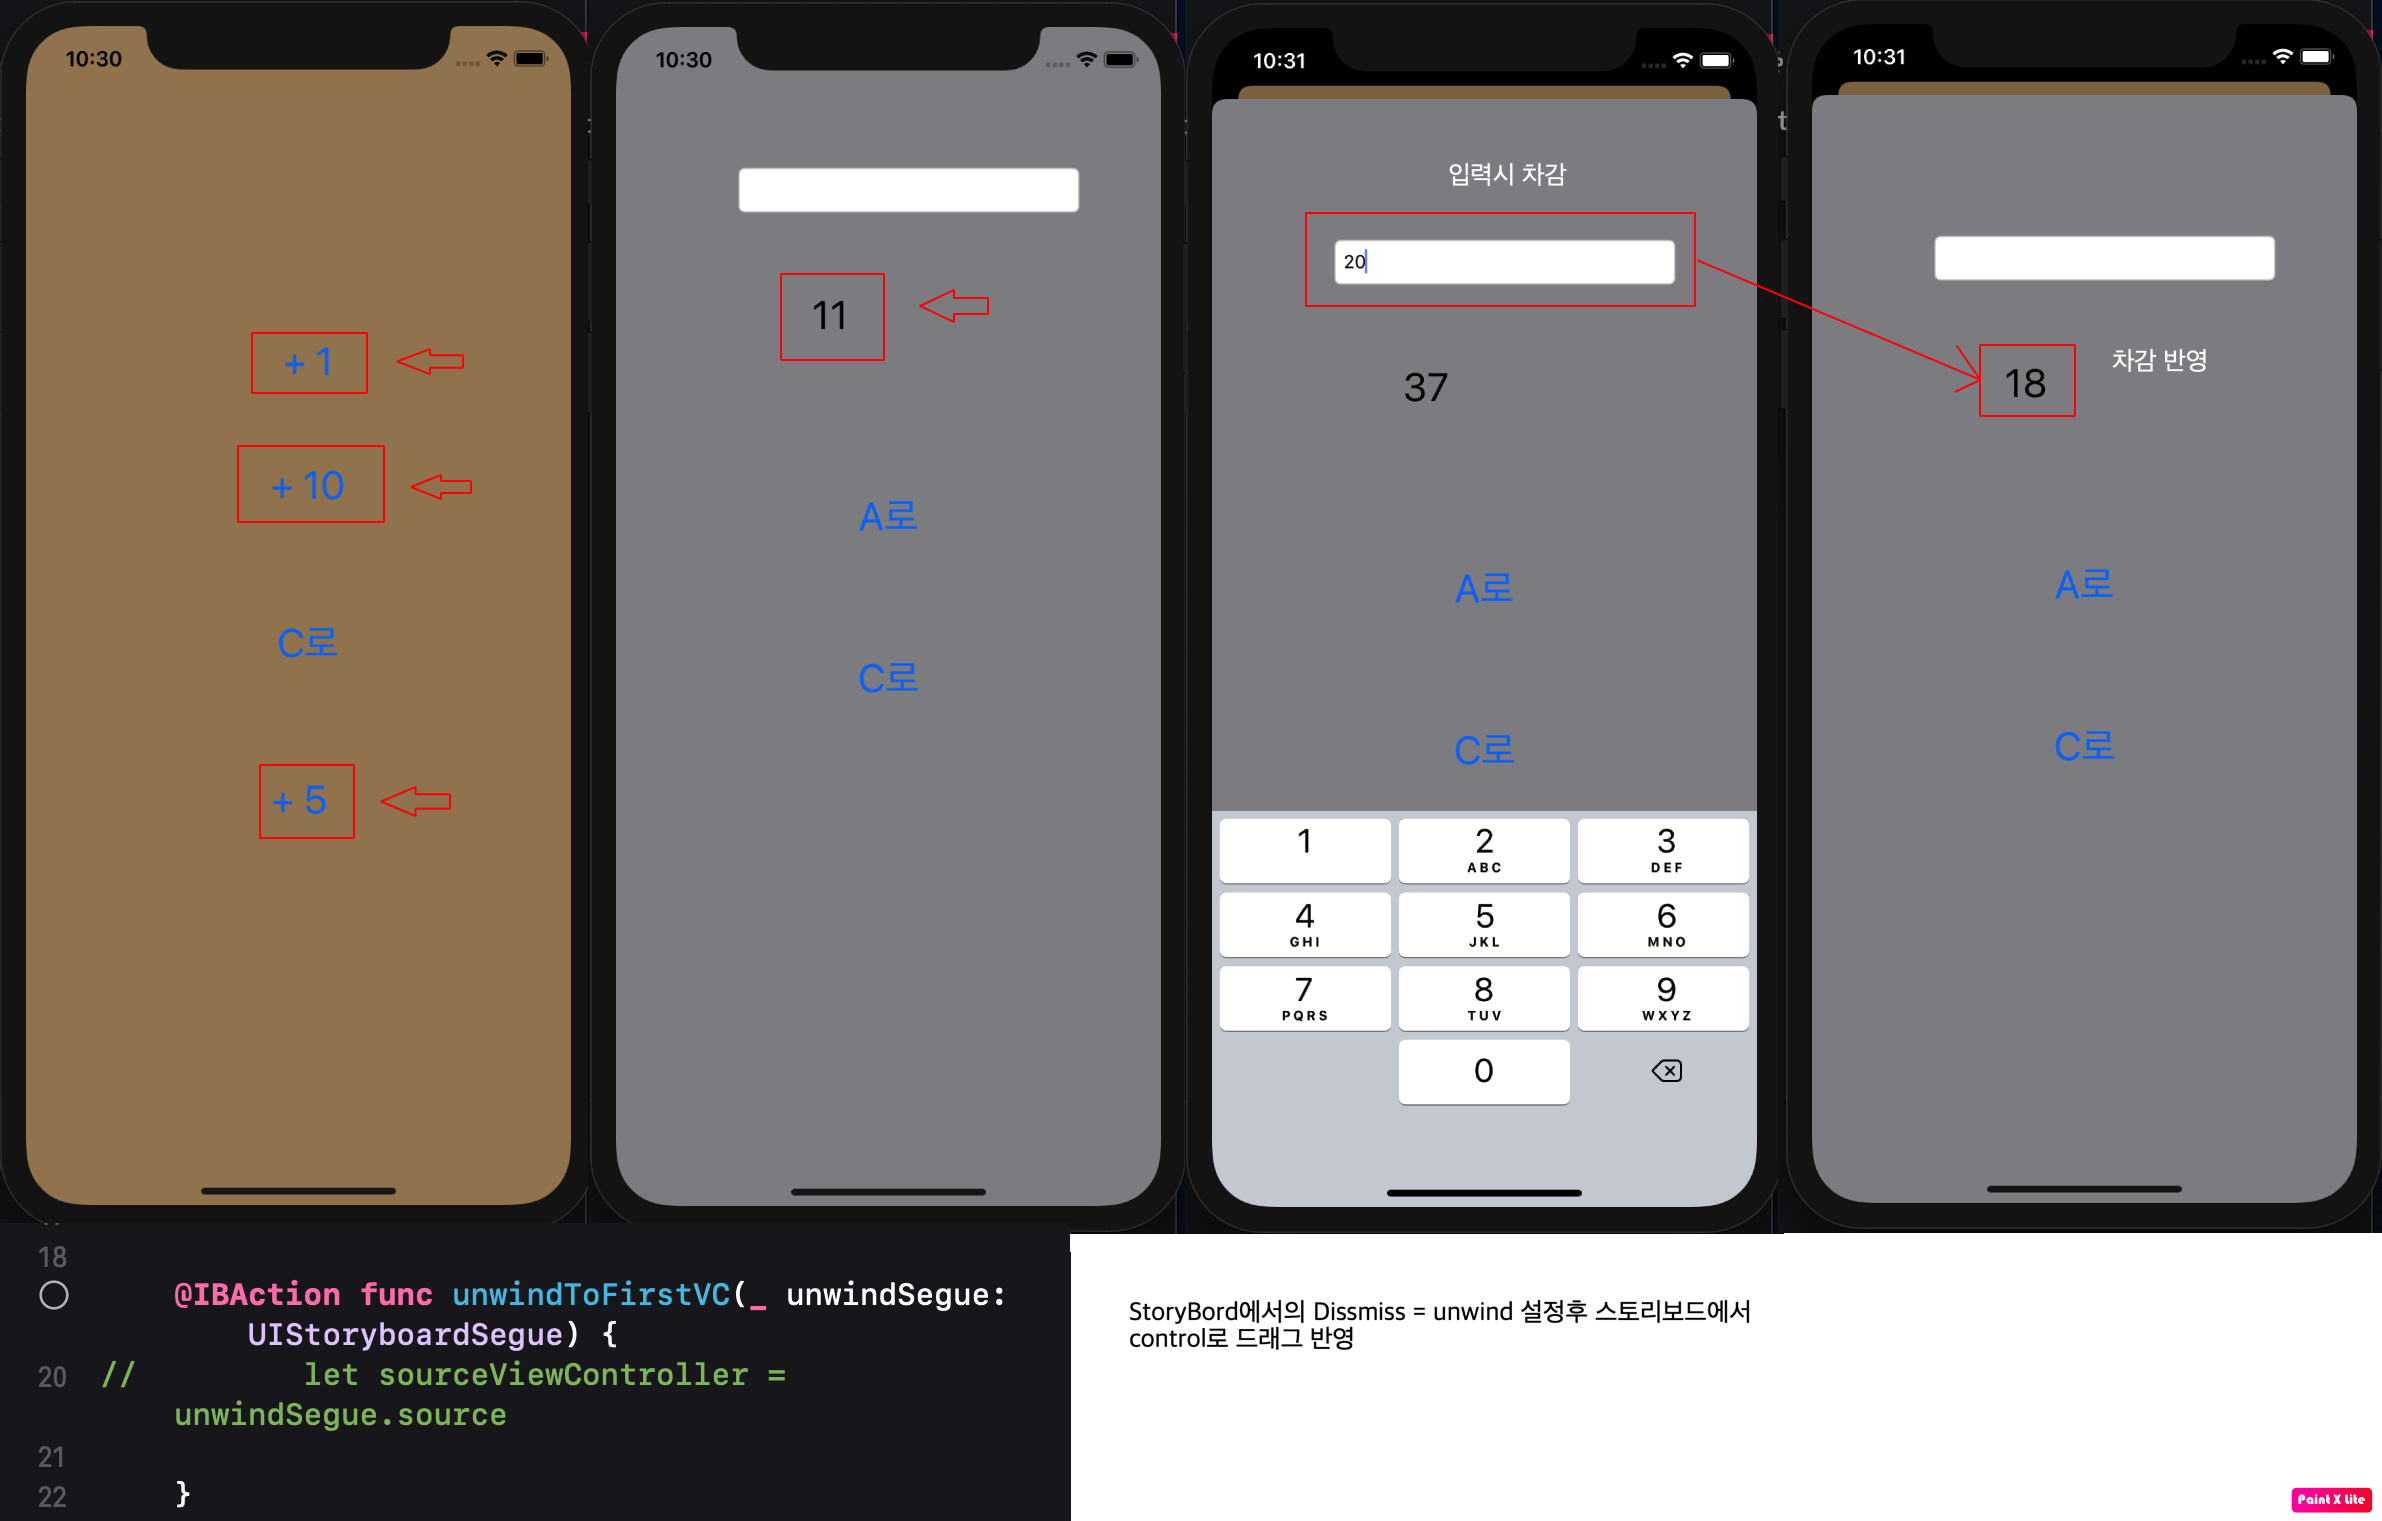 10:30
+ 1
+ 10
C로
+ 5
10:30
11
A로
C로
10:31
입력시 차감
20
37
A로
C로
1
2
ABC
3
DEF
4
GHI
5
JKL
6
MNO
7
PQRS
8
TUV
9
WXYZ
0
10:31
18
차감 반영
A로
C로
18
@IBAction func unwindToFirstVC(_ unwindSegue:
UIStoryboardSegue) {
20 // let sourceViewController =
unwindSegue.source
21
22 }
StoryBord에서의 Dissmiss = unwind 설정후 스토리보드에서
control로 드래그 반영
Paint X Lite